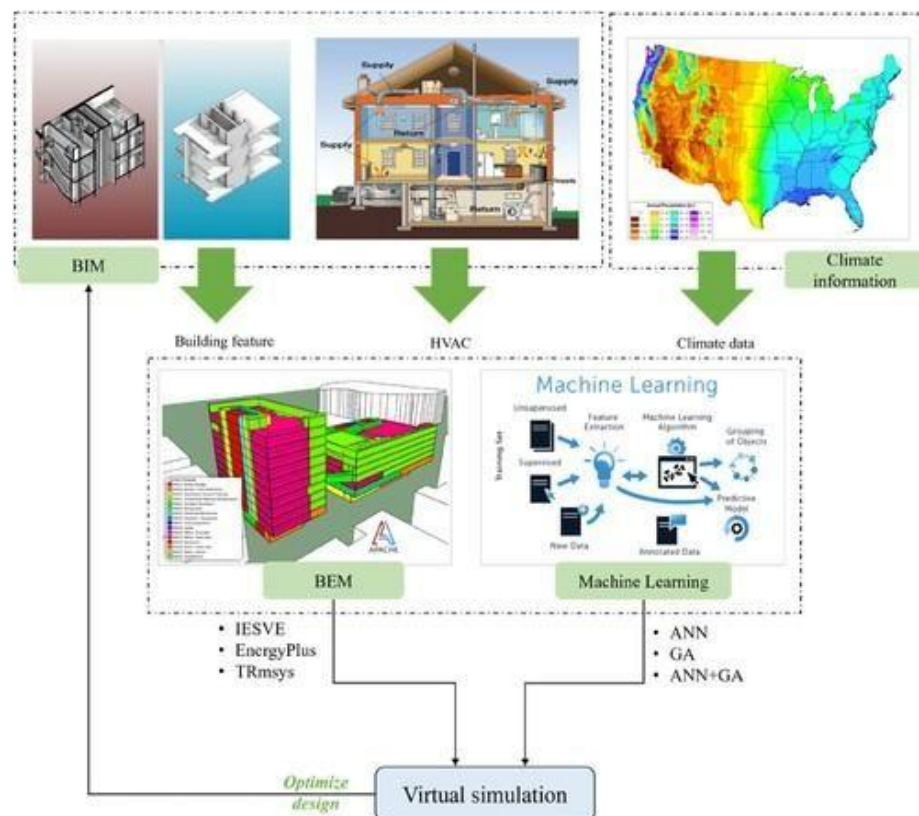 Supply
Supply
Return
Supply
Return
BIM
Climate
information
Building feature
HVAC
Climate data
Machine Learning
Unsupervised
Feature
Extraction
Machine Learning
Algorithm
Grouping
of Objects
Training Set
Supervised
Predictive
Model
New Data
Annotated Data
APACHE
BEM
Machine Learning
• IESVE
• EnergyPlus
• TRmsys
• ANN
• GA
• ANN+GA
Optimize
design
Virtual simulation